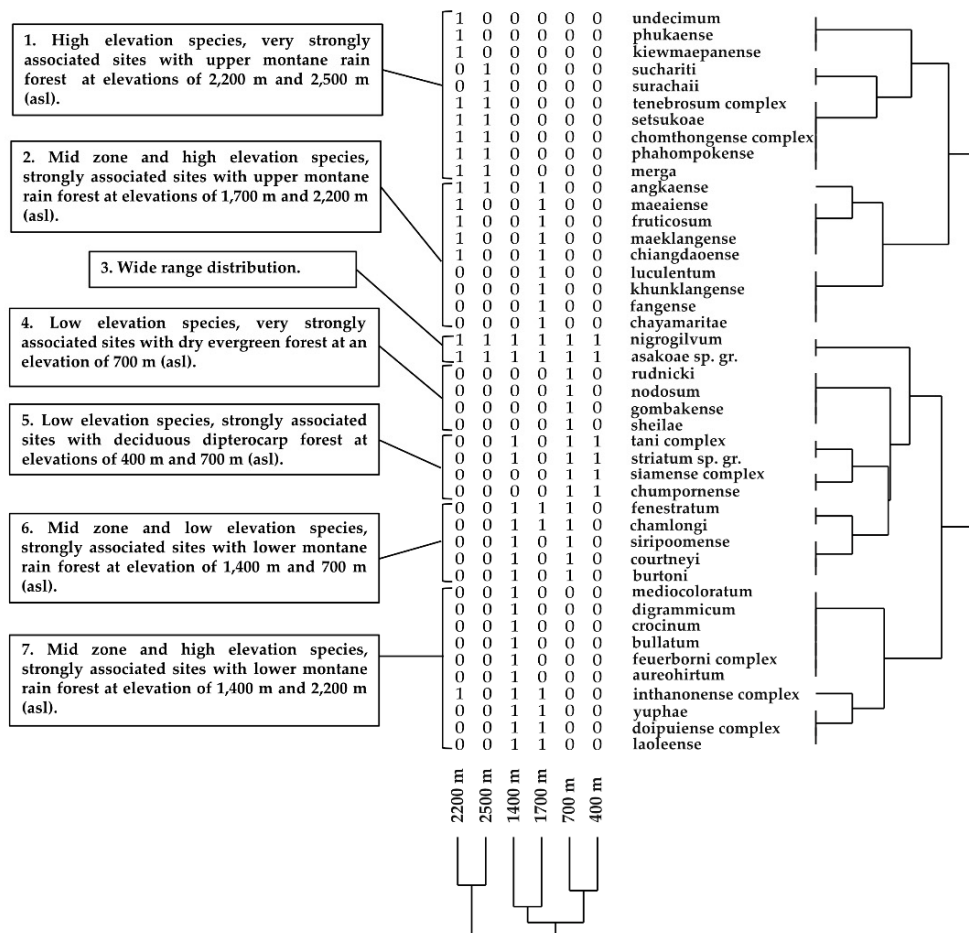 1. High elevation species, very strongly
associated sites with upper montane rain
forest at elevations of 2,200 m and 2,500 m
(asl).
2. Mid zone and high elevation species,
strongly associated sites with upper montane
rain forest at elevations of 1,700 m and 2,200 m
(asl).
3. Wide range distribution.
4. Low elevation species, very strongly
associated sites with dry evergreen forest at an
elevation of 700 m (asl).
5. Low elevation species, strongly associated
sites with deciduous dipterocarp forest at
elevations of 400 m and 700 m (asl).
6. Mid zone and low elevation species,
strongly associated sites with lower montane
rain forest at elevation of 1,400 m and 700 m
(asl).
7. Mid zone and high elevation species,
strongly associated sites with lower montane
rain forest at elevation of 1,400 m and 2,200 m
(asl).
1 0 0 0 0 0 undecimum
1 0 0 0 0 0 phukaense
1 0 0 0 0 0 kiewmaepanense
0 1 0 0 0 0 suchariti
0 1 0 0 0 0 surachaii
1 1 0 0 0 0 tenebrosum complex
1 1 0 0 0 0 setsukoae
1 1 0 0 0 0 chomthongense complex
1 1 0 0 0 0 phahompokense
1 1 0 0 0 0 merga
1 1 0 1 0 0 angkaense
1 0 0 1 0 0 maeaiense
1 0 0 1 0 0 fruticosum
1 0 0 1 0 0 maeklangense
1 0 0 1 0 0 chiangdaoense
0 0 0 1 0 0 luculentum
0 0 0 1 0 0 khunklangense
0 0 0 1 0 0 fangense
0 0 0 1 0 0 chayamaritae
1 1 1 1 1 1 nigrogilvum
1 1 1 1 1 1 asakoae sp. gr.
0 0 0 0 1 0 rudnicki
0 0 0 0 1 0 nodosum
0 0 0 0 1 0 gombakense
0 0 0 0 1 0 sheilae
0 0 1 0 1 1 tani complex
0 0 1 0 1 1 striatum sp. gr.
0 0 0 0 1 1 siamense complex
0 0 0 0 1 1 chumpornense
0 0 1 1 1 0 fenestratum
0 0 1 1 1 0 chamlongi
0 0 1 0 1 0 siripoomense
0 0 1 0 1 0 courtneyi
0 0 1 0 1 0 burtoni
0 0 1 0 0 0 mediocoloratum
0 0 1 0 0 0 digrammicum
0 0 1 0 0 0 crocinum
0 0 1 0 0 0 bullatum
0 0 1 0 0 0 feuerborni complex
0 0 1 0 0 0 aureohirtum
1 0 1 1 0 0 inthanonense complex
0 0 1 1 0 0 yuphae
0 0 1 1 0 0 doipuiense complex
0 0 1 1 0 0 laoleense
2200 m
2500 m
1400 m
1700 m
700 m
400 m